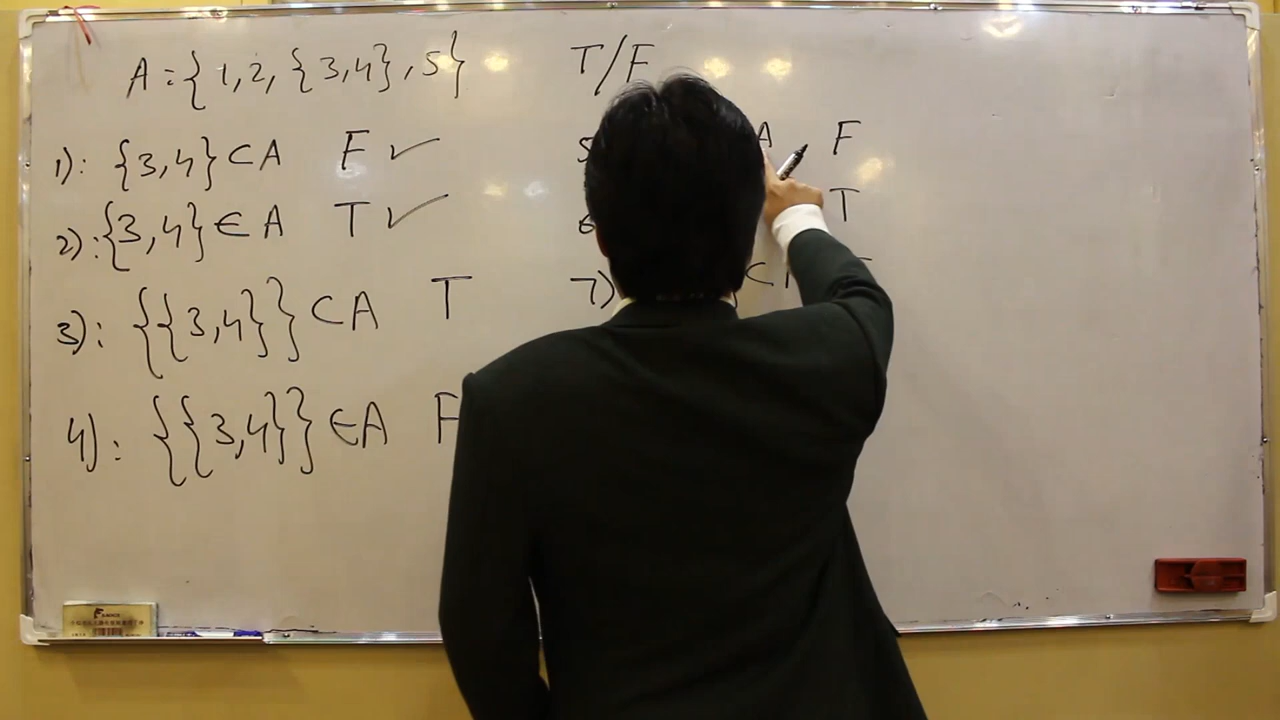 A = {1, 2, {3,4}, 5} T/F
1): {3,4} ⊂ A F ✓
2): {3,4} ∈ A T ✓
3): {{3,4}} ⊂ A T
4): {{3,4}} ∈ A F
A F
T
7) ⊂